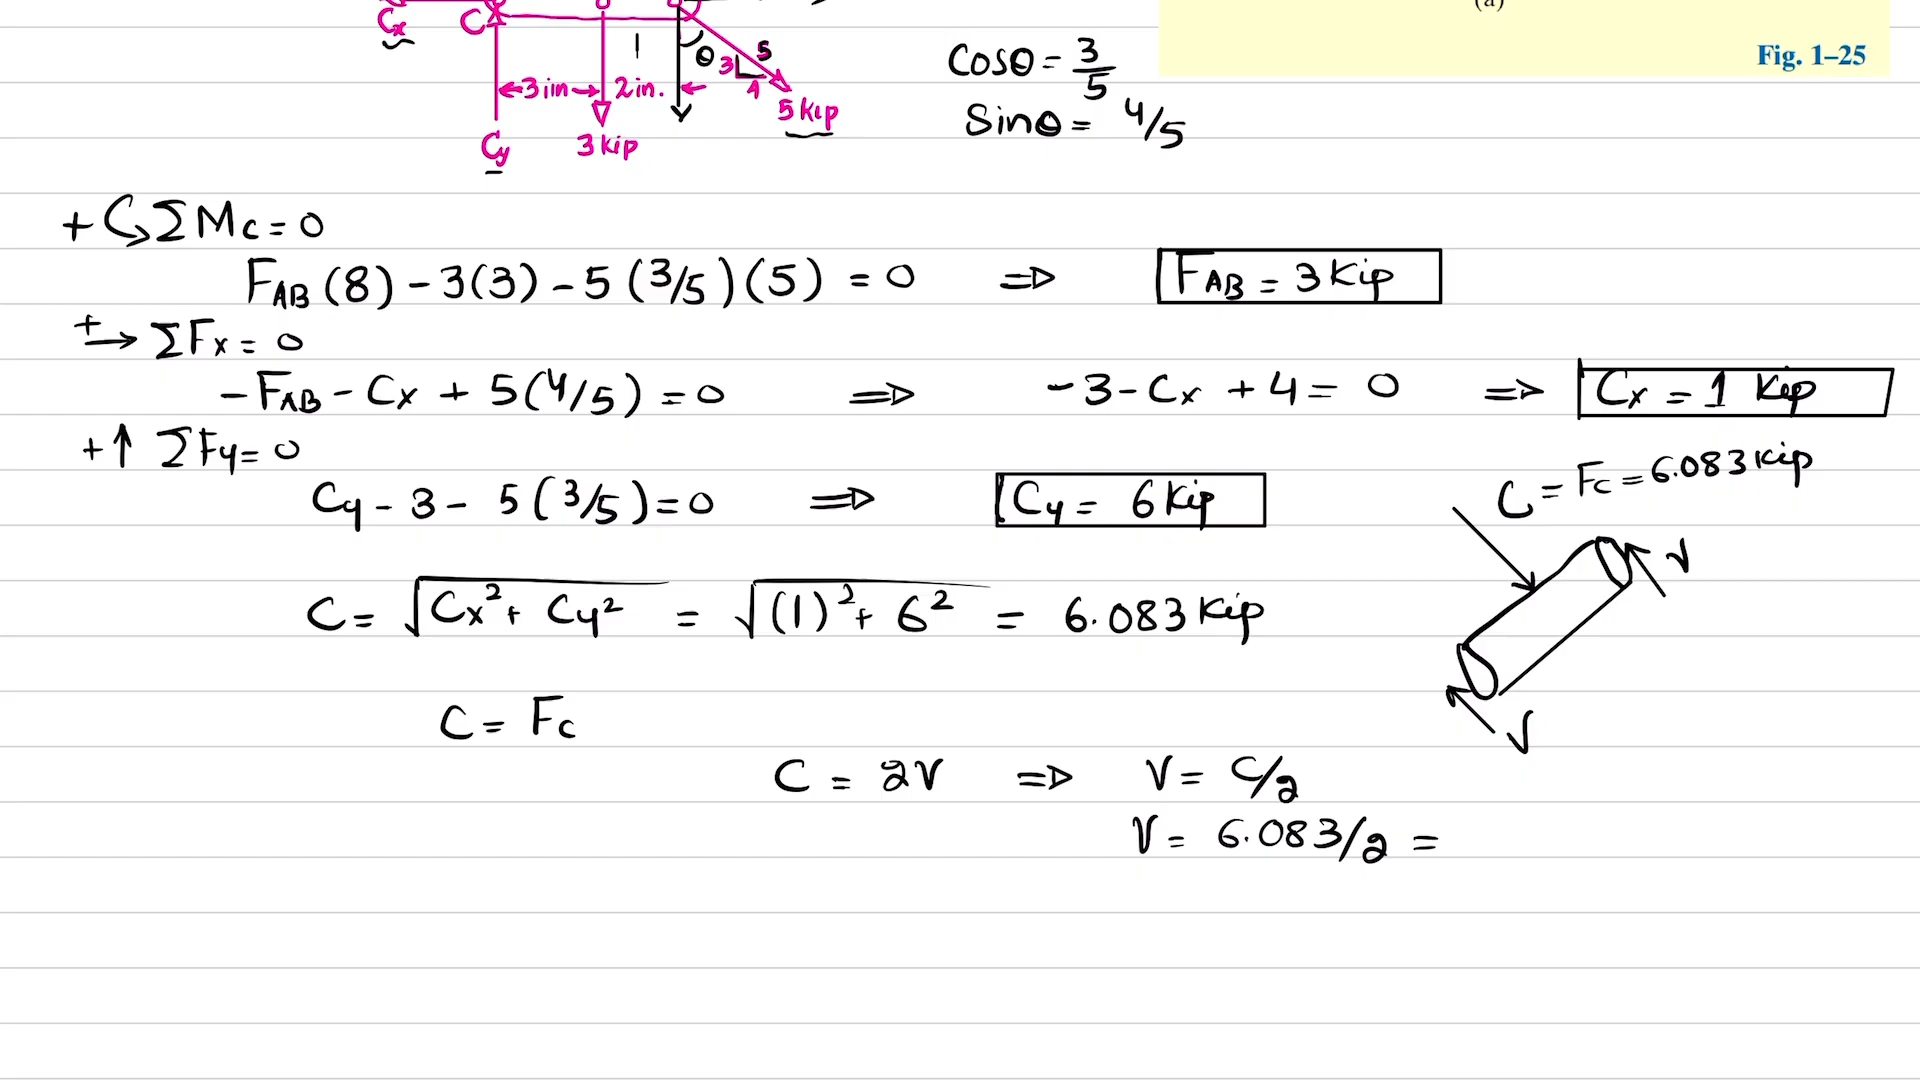 (a)
Fig. 1–25
Cx C
1 θ 3 5 4
3in 2in.
5 kip
Cy 3 kip
Cosθ = 3/5
Sinθ = 4/5
+ ΣMc = 0
FAB (8) - 3(3) - 5 (3/5)(5) = 0 ⇒ FAB = 3 Kip
+→ ΣFx = 0
-FAB - Cx + 5(4/5) = 0 ⇒ -3 - Cx + 4 = 0 ⇒ Cx = 1 Kip
+↑ ΣFy = 0
Cy - 3 - 5 (3/5) = 0 ⇒ Cy = 6 Kip
C = Fc = 6.083 kip
V
C = √Cx² + Cy² = √(1)² + 6² = 6.083 Kip
V
C = Fc
C = 2V ⇒ V = C/2
V = 6.083/2 =